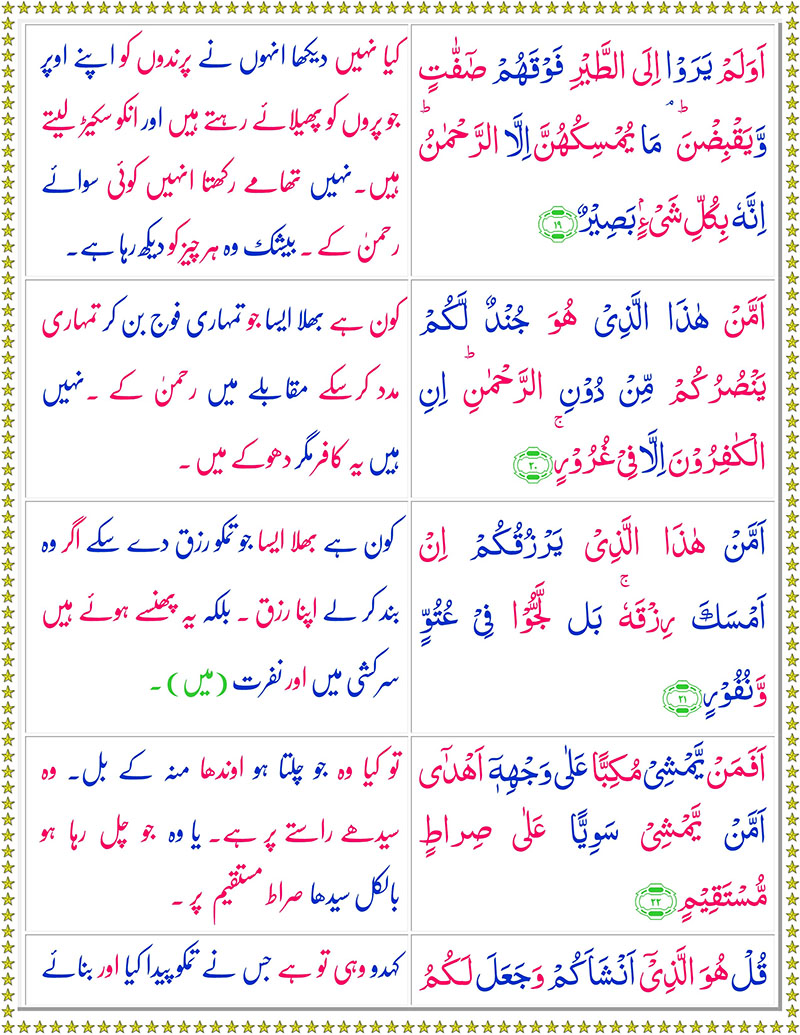 اَوَلَمْ يَرَوْا اِلَى الطَّيْرِ فَوْقَهُمْ صٰٓفّٰتٍ
وَّيَقْبِضْنَ ؕ مَا يُمْسِكُهُنَّ اِلَّا الرَّحْمٰنُ ؕ
اِنَّهٗ بِكُلِّ شَیْءٍۭ بَصِيْرٌ ۱۹
کیا نہیں دیکھا انہوں نے پرندوں کو اپنے اوپر
جو پروں کو پھیلائے رہتے ہیں اور انکو سکیڑ لیتے
ہیں۔ نہیں تھامے رکھتا انہیں کوئی سوائے
رحمنٰ کے ۔ بیشک وہ ہر چیز کو دیکھ رہا ہے۔
اَمَّنْ هٰذَا الَّذِیْ هُوَ جُنْدٌ لَّكُمْ
يَنْصُرُكُمْ مِّنْ دُوْنِ الرَّحْمٰنِ ؕ اِنِ
الْكٰفِرُوْنَ اِلَّا فِیْ غُرُوْرٍ ۚ ۲۰
کون ہے بھلا ایسا جو تمہاری فوج بن کر تمہاری
مدد کر سکے مقابلے میں رحمنٰ کے ۔ نہیں
ہیں یہ کافر مگر دھوکے میں ۔
اَمَّنْ هٰذَا الَّذِیْ يَرْزُقُكُمْ اِنْ
اَمْسَكَ رِزْقَهٗ ۚ بَل لَّجُّوْا فِیْ عُتُوٍّ
وَّنُفُوْرٍ ۲۱
کون ہے بھلا ایسا جو تمکو رزق دے سکے اگر وہ
بند کر لے اپنا رزق ۔ بلکہ یہ پھنسے ہوئے ہیں
سرکشی میں اور نفرت (میں) ۔
اَفَمَنْ يَّمْشِیْ مُكِبًّا عَلٰى وَجْهِهٖۤ اَهْدٰٓى
اَمَّنْ يَّمْشِیْ سَوِيًّا عَلٰى صِرَاطٍ
مُّسْتَقِيْمٍ ۲۲
تو کیا وہ جو چلتا ہو اوندھا منہ کے بل۔ وہ
سیدھے راستے پر ہے۔ یا وہ جو چل رہا ہو
بالکل سیدھا صراط مستقیم پر ۔
قُلْ هُوَ الَّذِیْۤ اَنْشَاَكُمْ وَجَعَلَ لَكُمُ
کہدو وہی تو ہے جس نے تمکو پیدا کیا اور بنائے